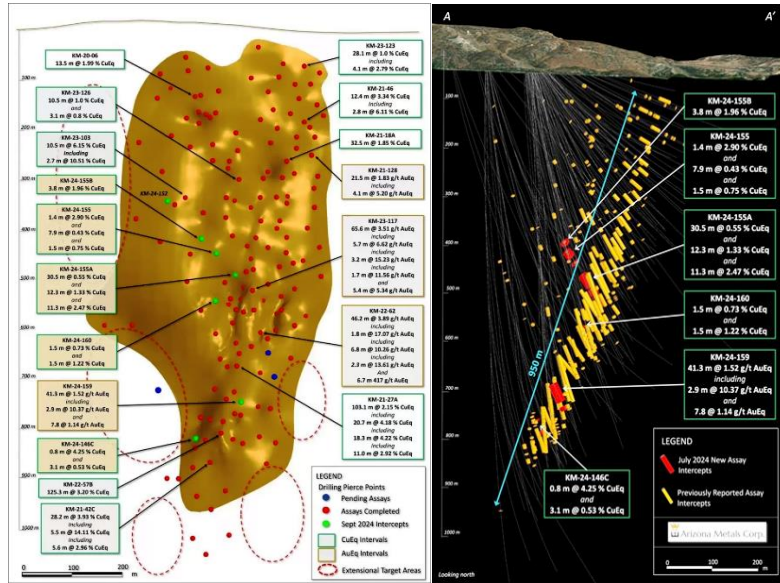 KM-20-06
13.5 m @ 1.99 % CuEq
KM-23-126
10.5 m @ 1.0 % CuEq
and
3.1 m @ 0.8 % CuEq
KM-23-103
10.5 m @ 6.15 % CuEq
including
2.7 m @ 10.51 % CuEq
KM-24-155B
3.8 m @ 1.96 % CuEq
KM-24-155
1.4 m @ 2.90 % CuEq
and
7.9 m @ 0.43 % CuEq
and
1.5 m @ 0.75 % CuEq
KM-24-155A
30.5 m @ 0.55 % CuEq
and
12.3 m @ 1.33 % CuEq
and
11.3 m @ 2.47 % CuEq
KM-24-160
1.5 m @ 0.73 % CuEq
and
1.5 m @ 1.22 % CuEq
KM-24-159
41.3 m @ 1.52 g/t AuEq
including
2.9 m @ 10.37 g/t AuEq
and
7.8 @ 1.14 g/t AuEq
KM-24-146C
0.8 m @ 4.25 % CuEq
and
3.1 m @ 0.53 % CuEq
KM-22-57B
125.3 m @ 3.20 % CuEq
KM-21-42C
28.2 m @ 3.93 % CuEq
Including
5.5 m @ 14.11 % CuEq
including
5.6 m @ 2.96 % CuEq
100 m
200 m
300 m
400 m
500 m
600 m
700 m
800 m
900 m
1000 m
KM-24-152
KM-23-123
28.1 m @ 1.0 % CuEq
including
4.1 m @ 2.79 % CuEq
KM-21-46
12.4 m @ 3.34 % CuEq
including
2.8 m @ 6.11 % CuEq
KM-21-18A
32.5 m @ 1.85 % CuEq
KM-21-128
21.5 m @ 1.83 g/t AuEq
including
4.1 m @ 5.20 g/t AuEq
KM-23-117
65.6 m @ 3.51 g/t AuEq
including
5.7 m @ 6.62 g/t AuEq
including
3.2 m @ 15.23 g/t AuEq
including
1.7 m @ 11.56 g/t AuEq
and
5.4 m @ 5.34 g/t AuEq
KM-22-62
46.2 m @ 3.89 g/t AuEq
including
1.8 m @ 17.07 g/t AuEq
including
6.8 m @ 10.26 g/t AuEq
including
2.3 m @ 13.61 g/t AuEq
And
6.7 m 417 g/t AuEq
KM-21-27A
103.1 m @ 2.15 % CuEq
including
20.7 m @ 4.18 % CuEq
including
18.3 m @ 4.22 % CuEq
including
11.0 m @ 2.92 % CuEq
LEGEND
Drilling Pierce Points
Pending Assays
Assays Completed
Sept 2024 Intercepts
CuEq Intervals
AuEq Intervals
Extensional Target Areas
0
200
m
A
A'
100 m
200 m
300 m
400 m
500 m
600 m
700 m
800 m
900 m
1000 m
950 m
KM-24-155B
3.8 m @ 1.96 % CuEq
KM-24-155
1.4 m @ 2.90 % CuEq
and
7.9 m @ 0.43 % CuEq
and
1.5 m @ 0.75 % CuEq
KM-24-155A
30.5 m @ 0.55 % CuEq
and
12.3 m @ 1.33 % CuEq
and
11.3 m @ 2.47 % CuEq
KM-24-160
1.5 m @ 0.73 % CuEq
and
1.5 m @ 1.22 % CuEq
KM-24-159
41.3 m @ 1.52 g/t AuEq
including
2.9 m @ 10.37 g/t AuEq
and
7.8 @ 1.14 g/t AuEq
KM-24-146C
0.8 m @ 4.25 % CuEq
and
3.1 m @ 0.53 % CuEq
LEGEND
July 2024 New Assay
Intercepts
Previously Reported Assay
Intercepts
Arizona Metals Corp.
Looking north
0
200
m